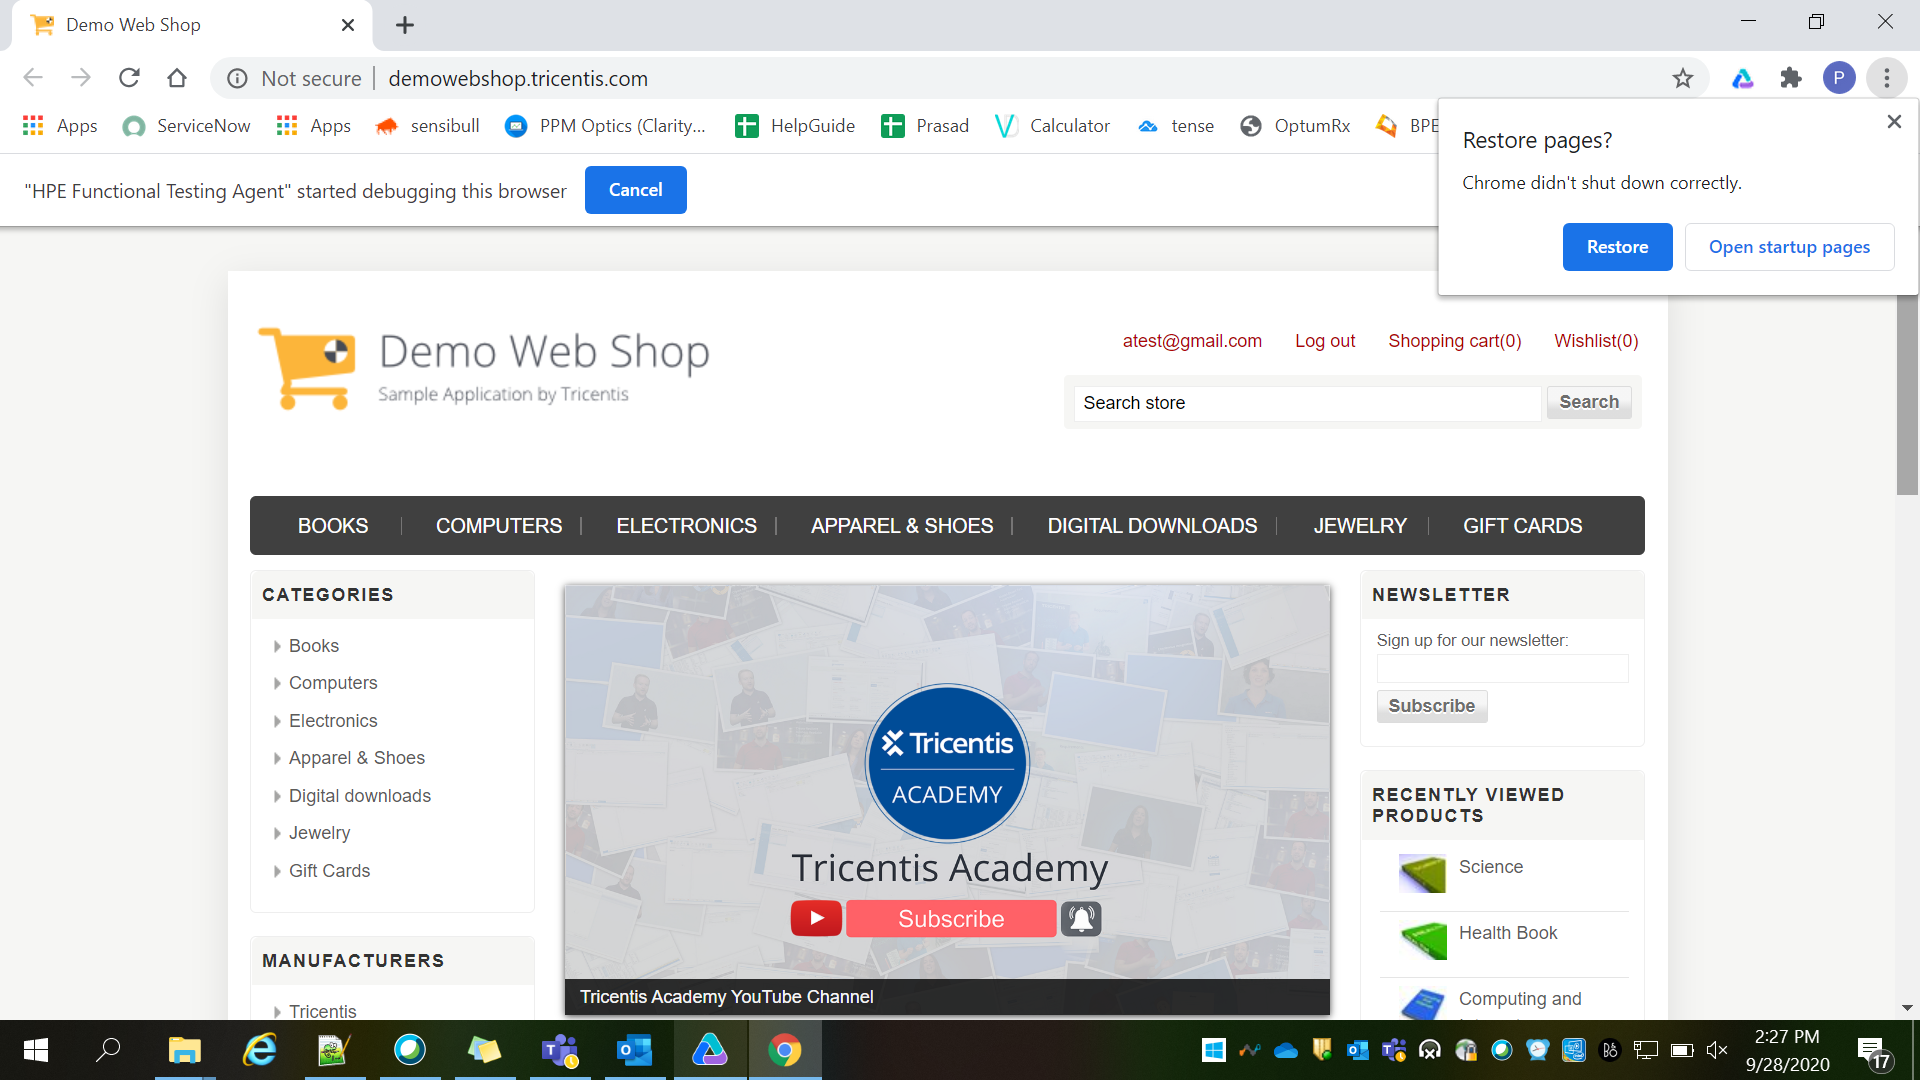 Demo Web Shop
Not secure
demowebshop.tricentis.com
P
Apps
ServiceNow
Apps
sensibull
PPM Optics (Clarity...
HelpGuide
Prasad
Calculator
tense
OptumRx
BPE
"HPE Functional Testing Agent" started debugging this browser
Cancel
Restore pages?
Chrome didn't shut down correctly.
Restore
Open startup pages
Demo Web Shop
Sample Application by Tricentis
atest@gmail.com
Log out
Shopping cart(0)
Wishlist(0)
Search store
Search
BOOKS
COMPUTERS
ELECTRONICS
APPAREL & SHOES
DIGITAL DOWNLOADS
JEWELRY
GIFT CARDS
CATEGORIES
Books
Computers
Electronics
Apparel & Shoes
Digital downloads
Jewelry
Gift Cards
MANUFACTURERS
Tricentis
Tricentis
ACADEMY
Tricentis Academy
Subscribe
Tricentis Academy YouTube Channel
NEWSLETTER
Sign up for our newsletter:
Subscribe
RECENTLY VIEWED
PRODUCTS
Science
Health Book
Computing and
2:27 PM
9/28/2020
17